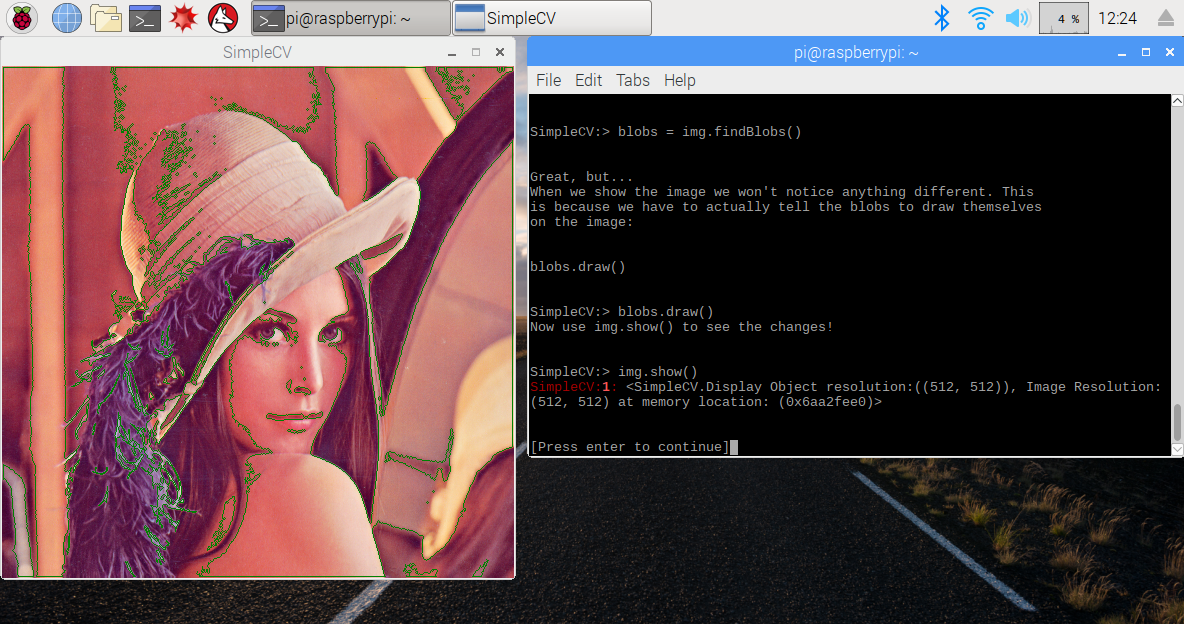 pi@raspberrypi: ~
SimpleCV
4 %
12:24
SimpleCV
pi@raspberrypi: ~
File Edit Tabs Help
SimpleCV:> blobs = img.findBlobs()
Great, but...
When we show the image we won't notice anything different. This
is because we have to actually tell the blobs to draw themselves
on the image:
blobs.draw()
SimpleCV:> blobs.draw()
Now use img.show() to see the changes!
SimpleCV:> img.show()
SimpleCV:1: <SimpleCV.Display Object resolution:((512, 512)), Image Resolution:
(512, 512) at memory location: (0x6aa2fee0)>
[Press enter to continue]